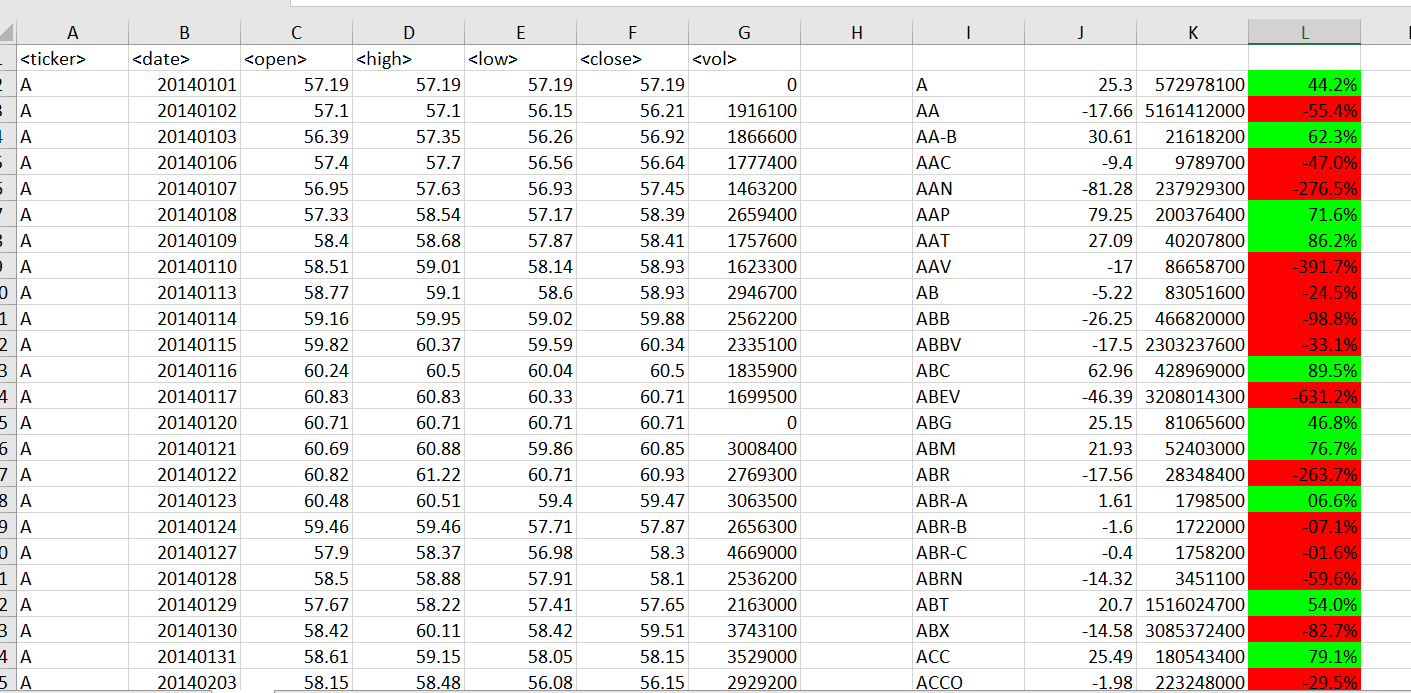 A B C D E F G H I J K L
<ticker> <date> <open> <high> <low> <close> <vol>
2 A 20140101 57.19 57.19 57.19 57.19 0 A 25.3 572978100 44.2%
3 A 20140102 57.1 57.1 56.15 56.21 1916100 AA -17.66 5161412000 -55.4%
4 A 20140103 56.39 57.35 56.26 56.92 1866600 AA-B 30.61 21618200 62.3%
5 A 20140106 57.4 57.7 56.56 56.64 1777400 AAC -9.4 9789700 -47.0%
6 A 20140107 56.95 57.63 56.93 57.45 1463200 AAN -81.28 237929300 -276.5%
7 A 20140108 57.33 58.54 57.17 58.39 2659400 AAP 79.25 200376400 71.6%
8 A 20140109 58.4 58.68 57.87 58.41 1757600 AAT 27.09 40207800 86.2%
9 A 20140110 58.51 59.01 58.14 58.93 1623300 AAV -17 86658700 -391.7%
0 A 20140113 58.77 59.1 58.6 58.93 2946700 AB -5.22 83051600 -24.5%
1 A 20140114 59.16 59.95 59.02 59.88 2562200 ABB -26.25 466820000 -98.8%
2 A 20140115 59.82 60.37 59.59 60.34 2335100 ABBV -17.5 2303237600 -33.1%
3 A 20140116 60.24 60.5 60.04 60.5 1835900 ABC 62.96 428969000 89.5%
4 A 20140117 60.83 60.83 60.33 60.71 1699500 ABEV -46.39 3208014300 -631.2%
5 A 20140120 60.71 60.71 60.71 60.71 0 ABG 25.15 81065600 46.8%
6 A 20140121 60.69 60.88 59.86 60.85 3008400 ABM 21.93 52403000 76.7%
7 A 20140122 60.82 61.22 60.71 60.93 2769300 ABR -17.56 28348400 -263.7%
8 A 20140123 60.48 60.51 59.4 59.47 3063500 ABR-A 1.61 1798500 06.6%
9 A 20140124 59.46 59.46 57.71 57.87 2656300 ABR-B -1.6 1722000 -07.1%
0 A 20140127 57.9 58.37 56.98 58.3 4669000 ABR-C -0.4 1758200 -01.6%
1 A 20140128 58.5 58.88 57.91 58.1 2536200 ABRN -14.32 3451100 -59.6%
2 A 20140129 57.67 58.22 57.41 57.65 2163000 ABT 20.7 1516024700 54.0%
3 A 20140130 58.42 60.11 58.42 59.51 3743100 ABX -14.58 3085372400 -82.7%
4 A 20140131 58.61 59.15 58.05 58.15 3529000 ACC 25.49 180543400 79.1%
5 A 20140203 58.15 58.48 56.08 56.15 2929200 ACCO -1.98 223248000 -29.5%